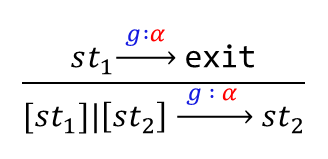 st₁ —g:α→ exit
[st₁]|[st₂] —g : α→ st₂